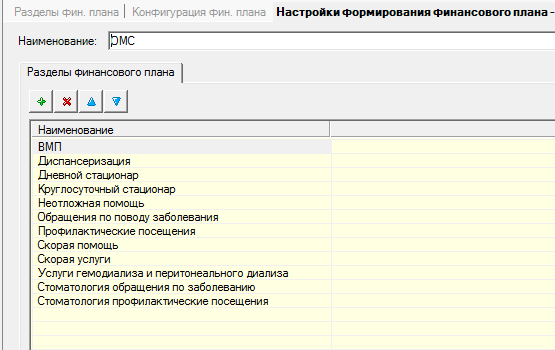 Разделы фин. плана Конфигурация фин. плана Настройки формирования финансового плана -
Наименование: ОМС
Разделы финансового плана
Наименование
ВМП
Диспансеризация
Дневной стационар
Круглосуточный стационар
Неотложная помощь
Обращения по поводу заболевания
Профилактические посещения
Скорая помощь
Скорая услуги
Услуги гемодиализа и перитонеального диализа
Стоматология обращения по заболеванию
Стоматология профилактические посещения